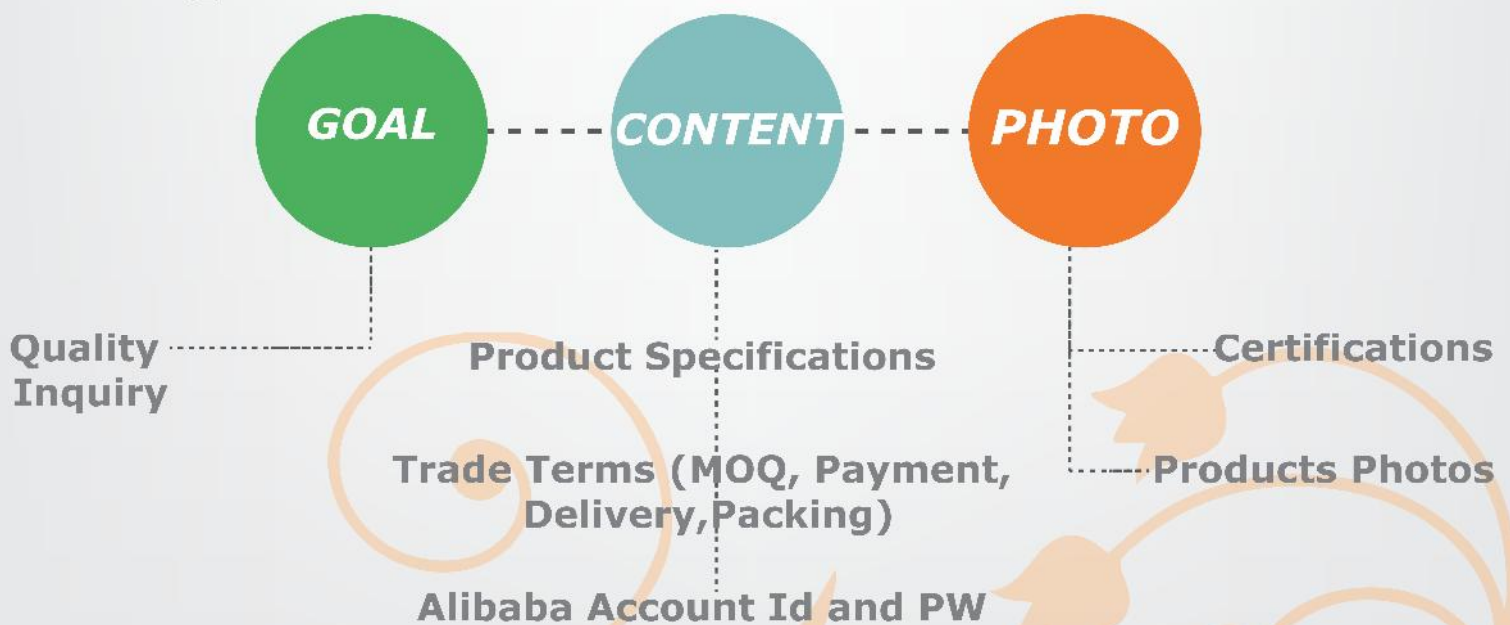 GOAL
CONTENT
PHOTO
Quality
Inquiry
Product Specifications
Trade Terms (MOQ, Payment,
Delivery,Packing)
Alibaba Account Id and PW
Certifications
Products Photos